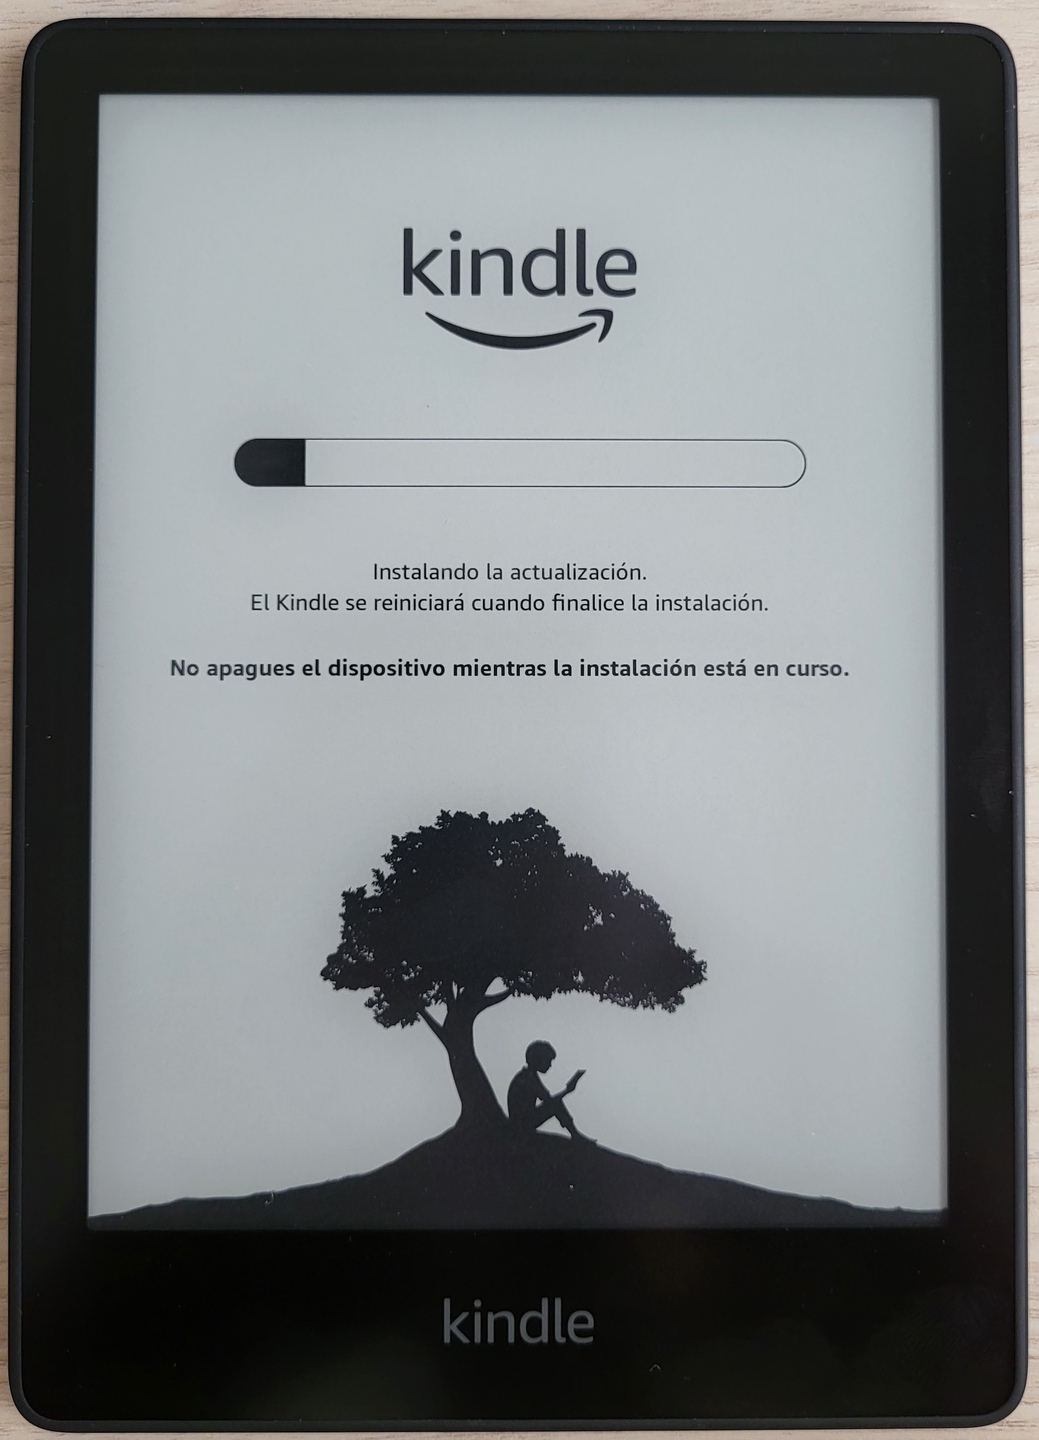 kindle
Instalando la actualización.
El Kindle se reiniciará cuando finalice la instalación.
No apagues el dispositivo mientras la instalación está en curso.
kindle